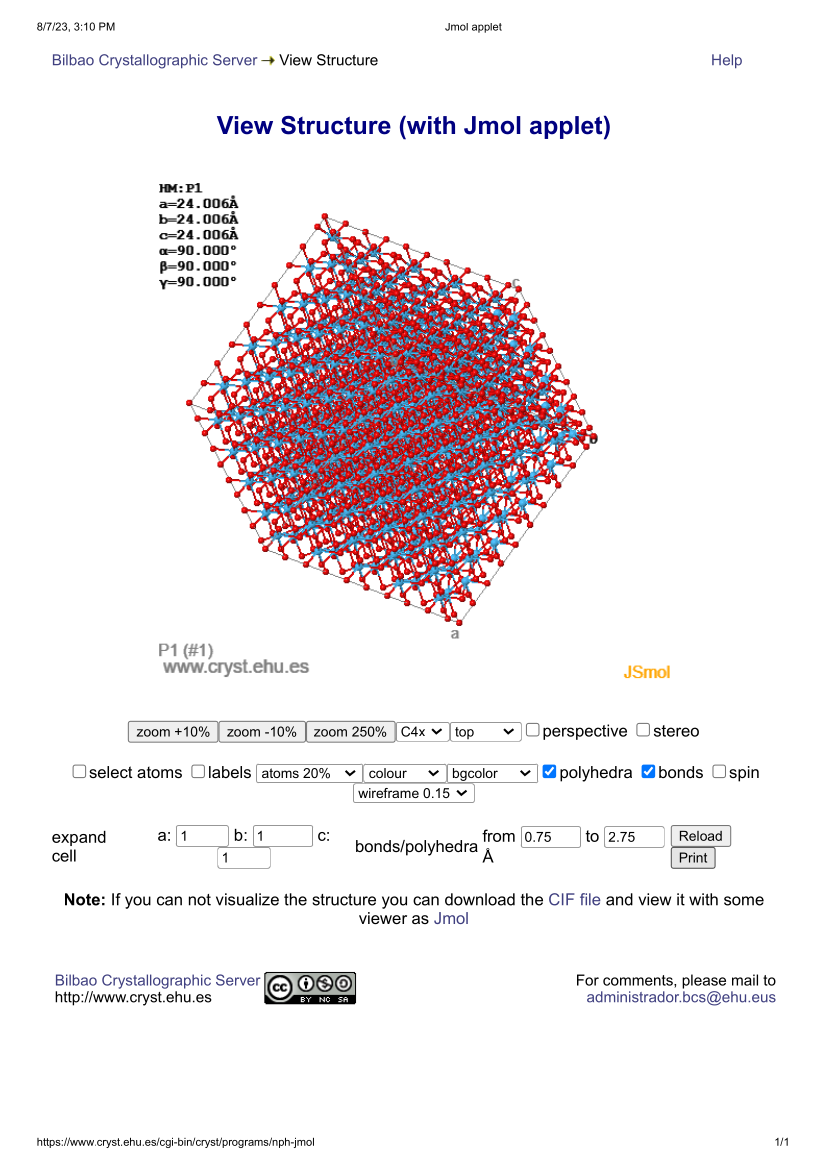 8/7/23, 3:10 PM
Jmol applet
Bilbao Crystallographic Server → View Structure
Help
View Structure (with Jmol applet)
HM:P1
a=24.006Å
b=24.006Å
c=24.006Å
α=90.000°
β=90.000°
γ=90.000°
c
b
a
P1 (#1)
www.cryst.ehu.es
JSmol
zoom +10% zoom -10% zoom 250% C4x top perspective stereo
select atoms labels atoms 20% colour bgcolor polyhedra bonds spin
wireframe 0.15
expand cell
a: 1 b: 1 c:
1
bonds/polyhedra
from 0.75 to 2.75
Å
Reload
Print
Note: If you can not visualize the structure you can download the CIF file and view it with some
viewer as Jmol
Bilbao Crystallographic Server
http://www.cryst.ehu.es
cc BY NC SA
For comments, please mail to
administrador.bcs@ehu.eus
https://www.cryst.ehu.es/cgi-bin/cryst/programs/nph-jmol
1/1